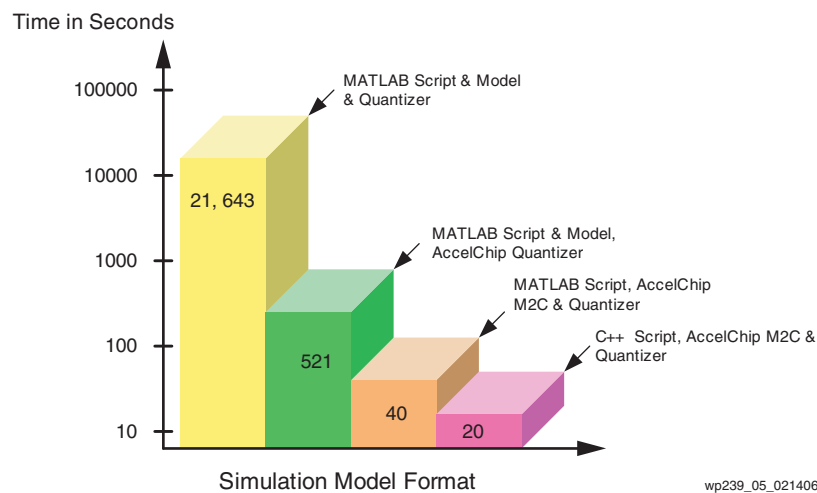 Time in Seconds
100000
10000
1000
100
10
MATLAB Script & Model
& Quantizer
21, 643
MATLAB Script & Model,
AccelChip Quantizer
521
MATLAB Script, AccelChip
M2C & Quantizer
40
C++ Script, AccelChip M2C &
Quantizer
20
Simulation Model Format
wp239_05_021406